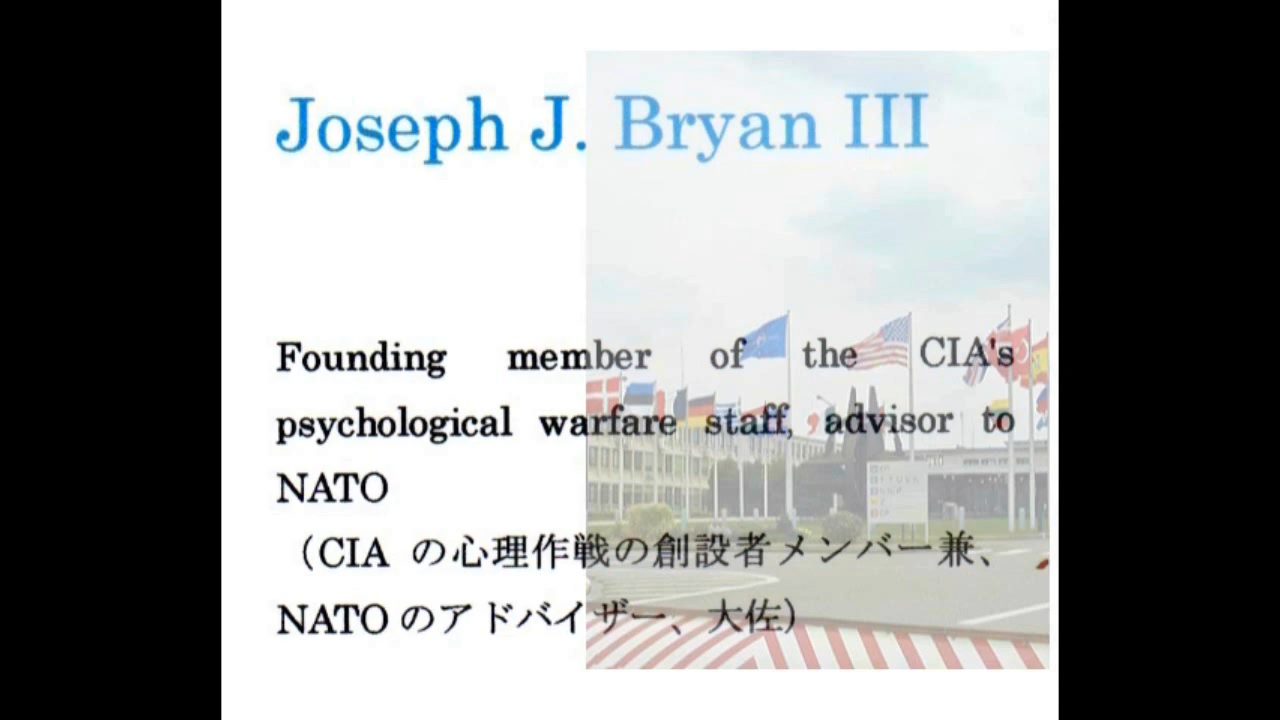 Joseph J. Bryan III
Founding member of the CIA's
psychological warfare staff, advisor to
NATO
（CIA の心理作戦の創設者メンバー兼、
NATO のアドバイザー、大佐）